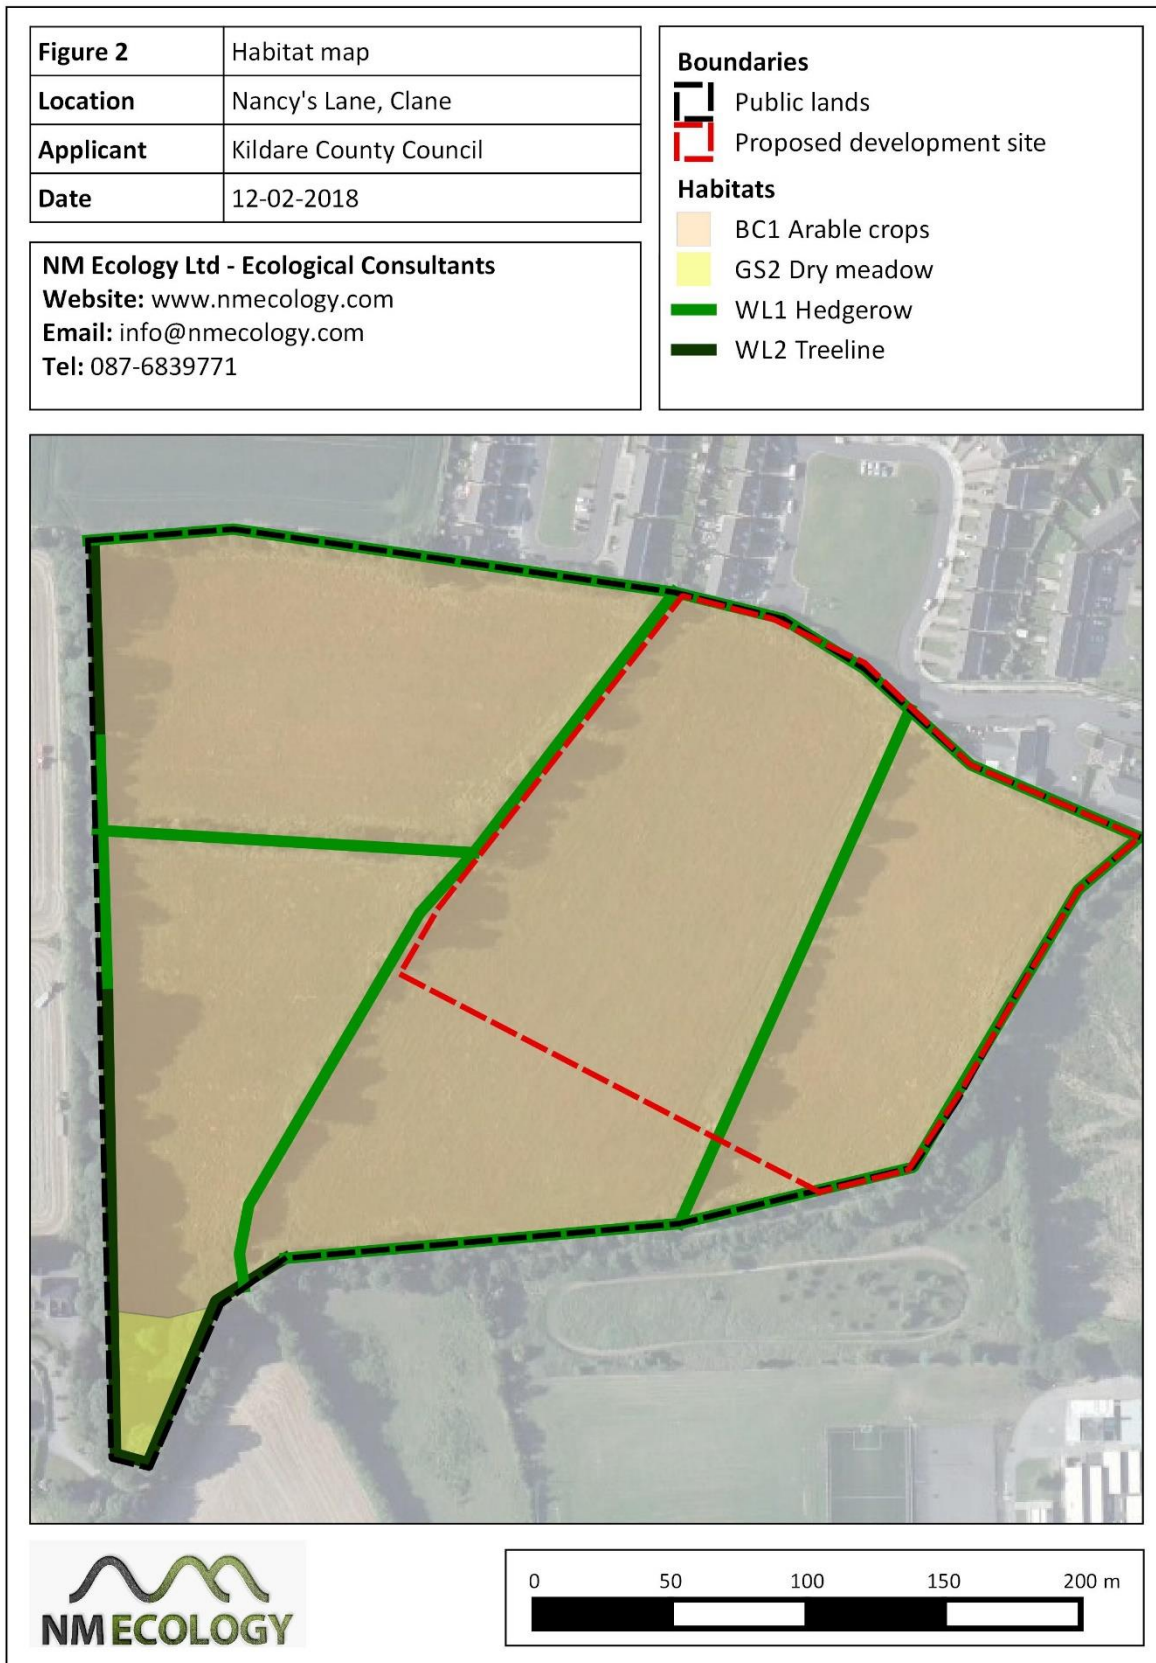 Figure 2 Habitat map
Location Nancy's Lane, Clane
Applicant Kildare County Council
Date 12-02-2018
NM Ecology Ltd - Ecological Consultants
Website: www.nmecology.com
Email: info@nmecology.com
Tel: 087-6839771
Boundaries
Public lands
Proposed development site
Habitats
BC1 Arable crops
GS2 Dry meadow
WL1 Hedgerow
WL2 Treeline
NM ECOLOGY
0 50 100 150 200 m